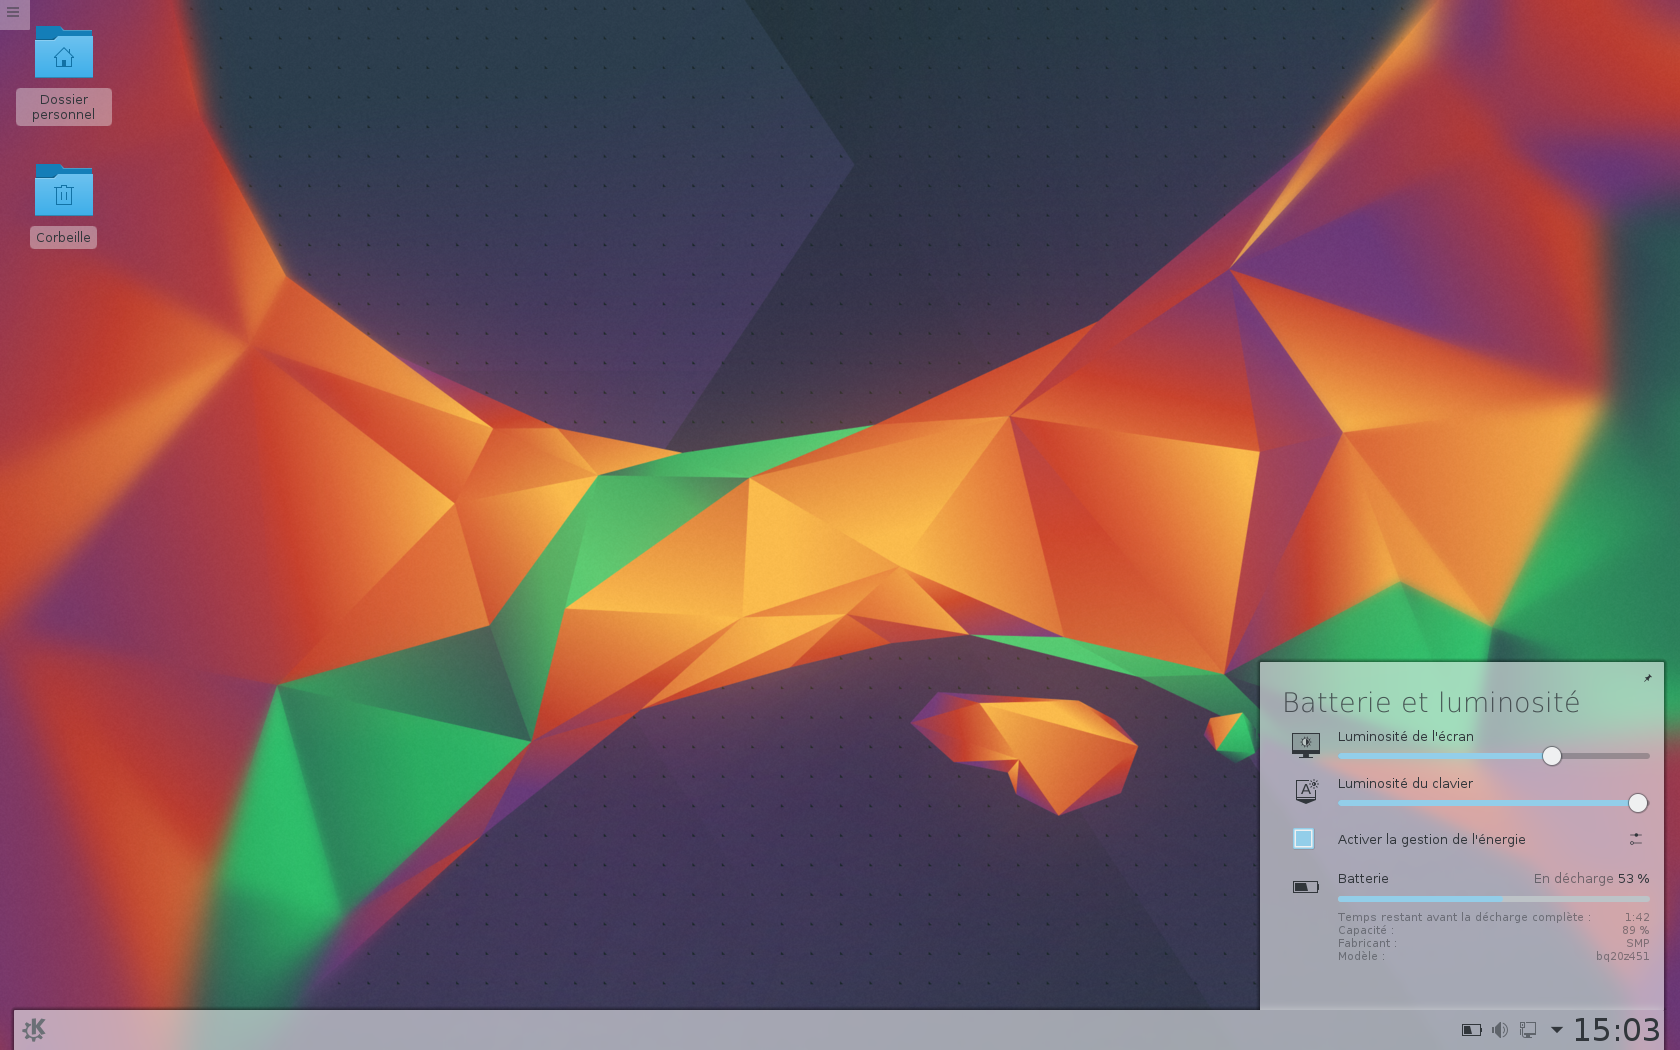 Dossier
personnel
Corbeille
Batterie et luminosité
Luminosité de l'écran
Luminosité du clavier
Activer la gestion de l'énergie
Batterie En décharge 53 %
Temps restant avant la décharge complète : 1:42
Capacité : 89 %
Fabricant : SMP
Modèle : bq20z451
15:03